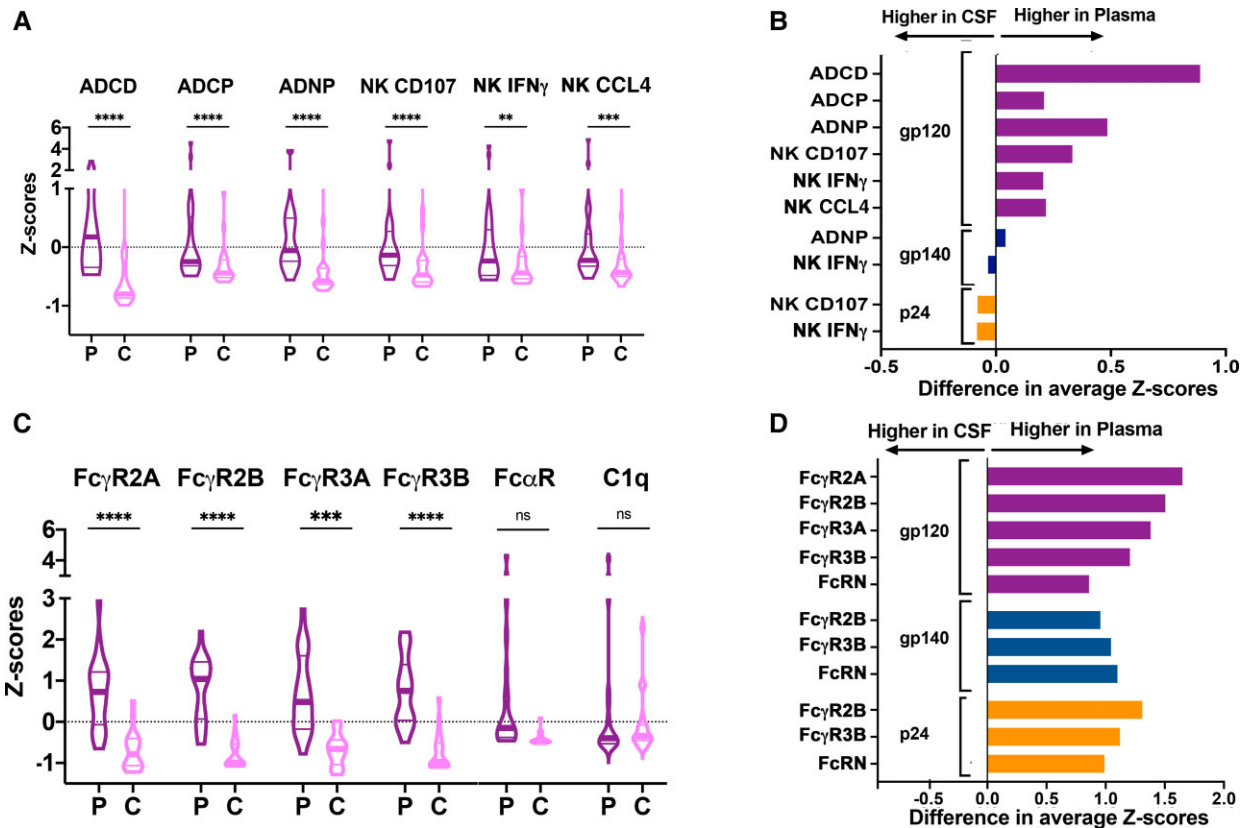 A
ADCD ADCP ADNP NK CD107 NK IFNγ NK CCL4
**** **** **** **** ** ***
Z-scores
6
4
2
1
0
-1
P C P C P C P C P C P C
B
Higher in CSF Higher in Plasma
ADCD
ADCP
ADNP
NK CD107
NK IFNγ
NK CCL4
gp120
ADNP
NK IFNγ
gp140
NK CD107
NK IFNγ
p24
-0.5 0.0 0.5 1.0
Difference in average Z-scores
C
FcγR2A FcγR2B FcγR3A FcγR3B FcαR C1q
**** **** *** **** ns ns
Z-scores
6
4
3
2
1
0
-1
P C P C P C P C P C P C
D
Higher in CSF Higher in Plasma
FcγR2A
FcγR2B
FcγR3A
FcγR3B
FcRN
gp120
FcγR2B
FcγR3B
FcRN
gp140
FcγR2B
FcγR3B
FcRN
p24
-0.5 0.0 0.5 1.0 1.5 2.0
Difference in average Z-scores